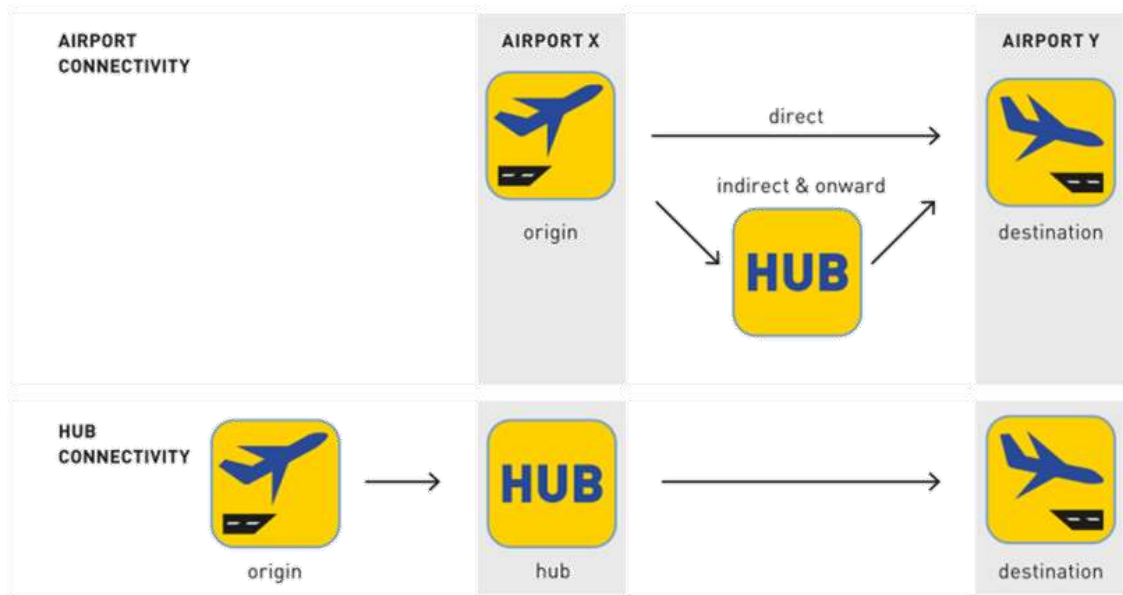 AIRPORT
CONNECTIVITY
AIRPORT X
AIRPORT Y
direct
indirect & onward
HUB
origin
destination
HUB
CONNECTIVITY
HUB
origin
hub
destination